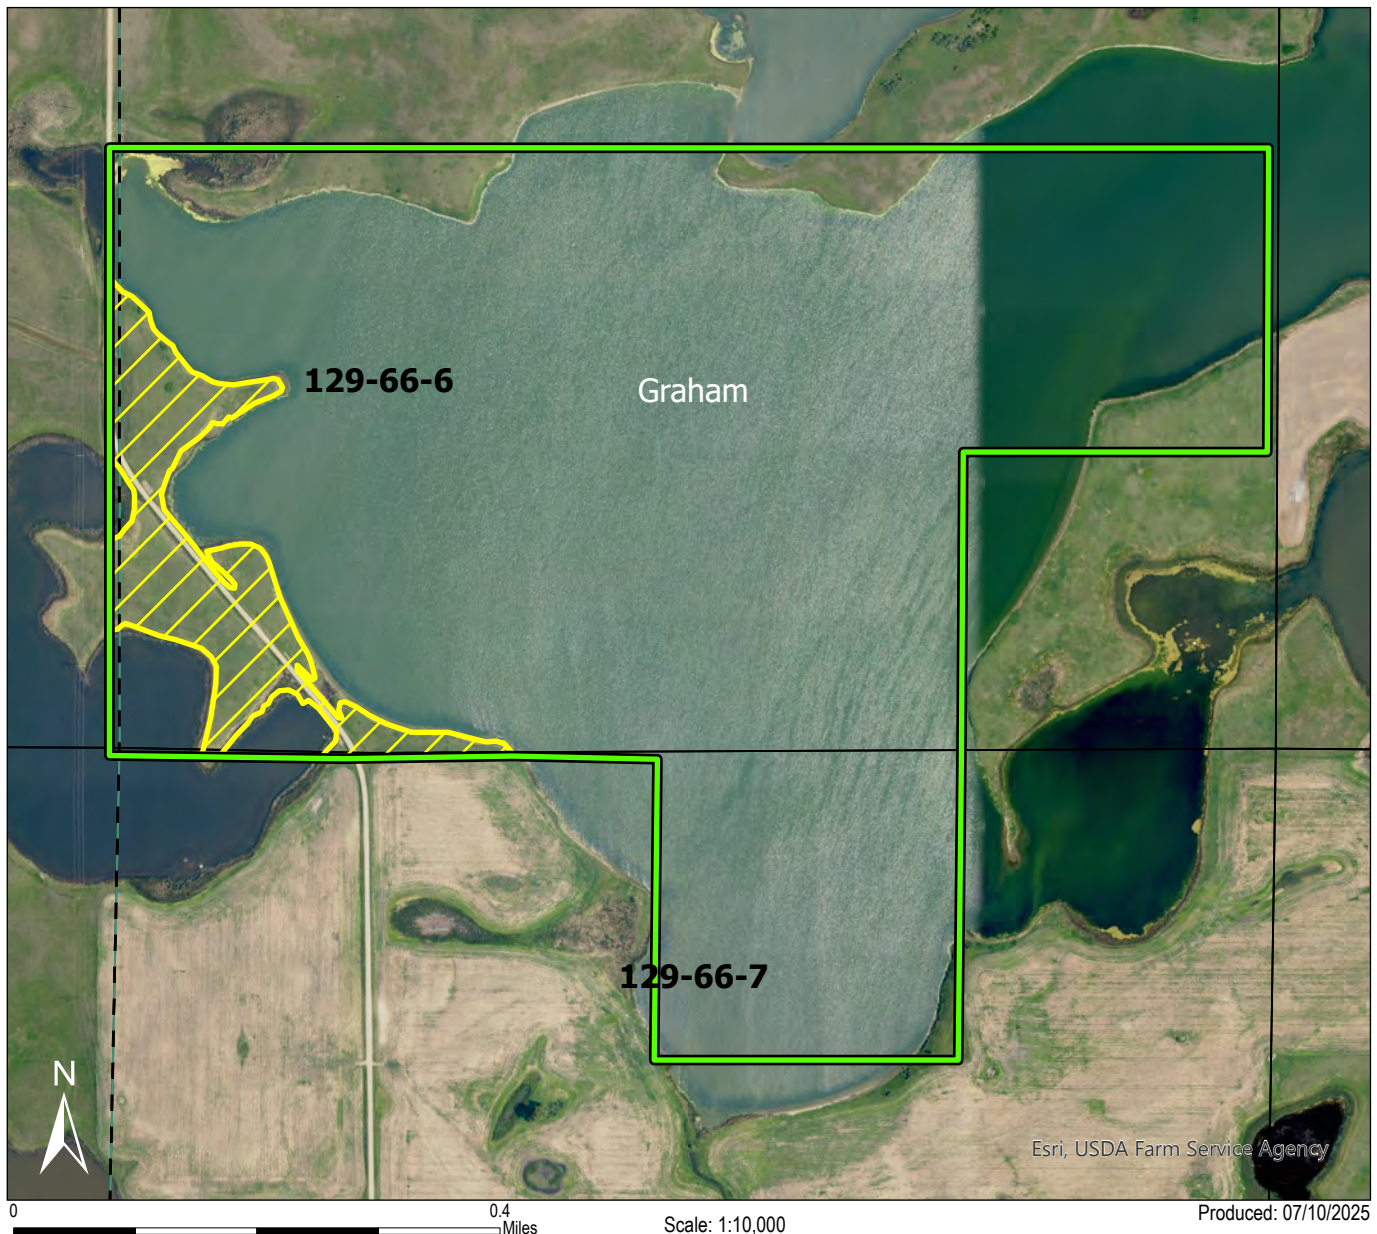 129-66-6
Graham
129-66-7
N
Esri, USDA Farm Service Agency
0 0.4 Miles
Scale: 1:10,000
Produced: 07/10/2025